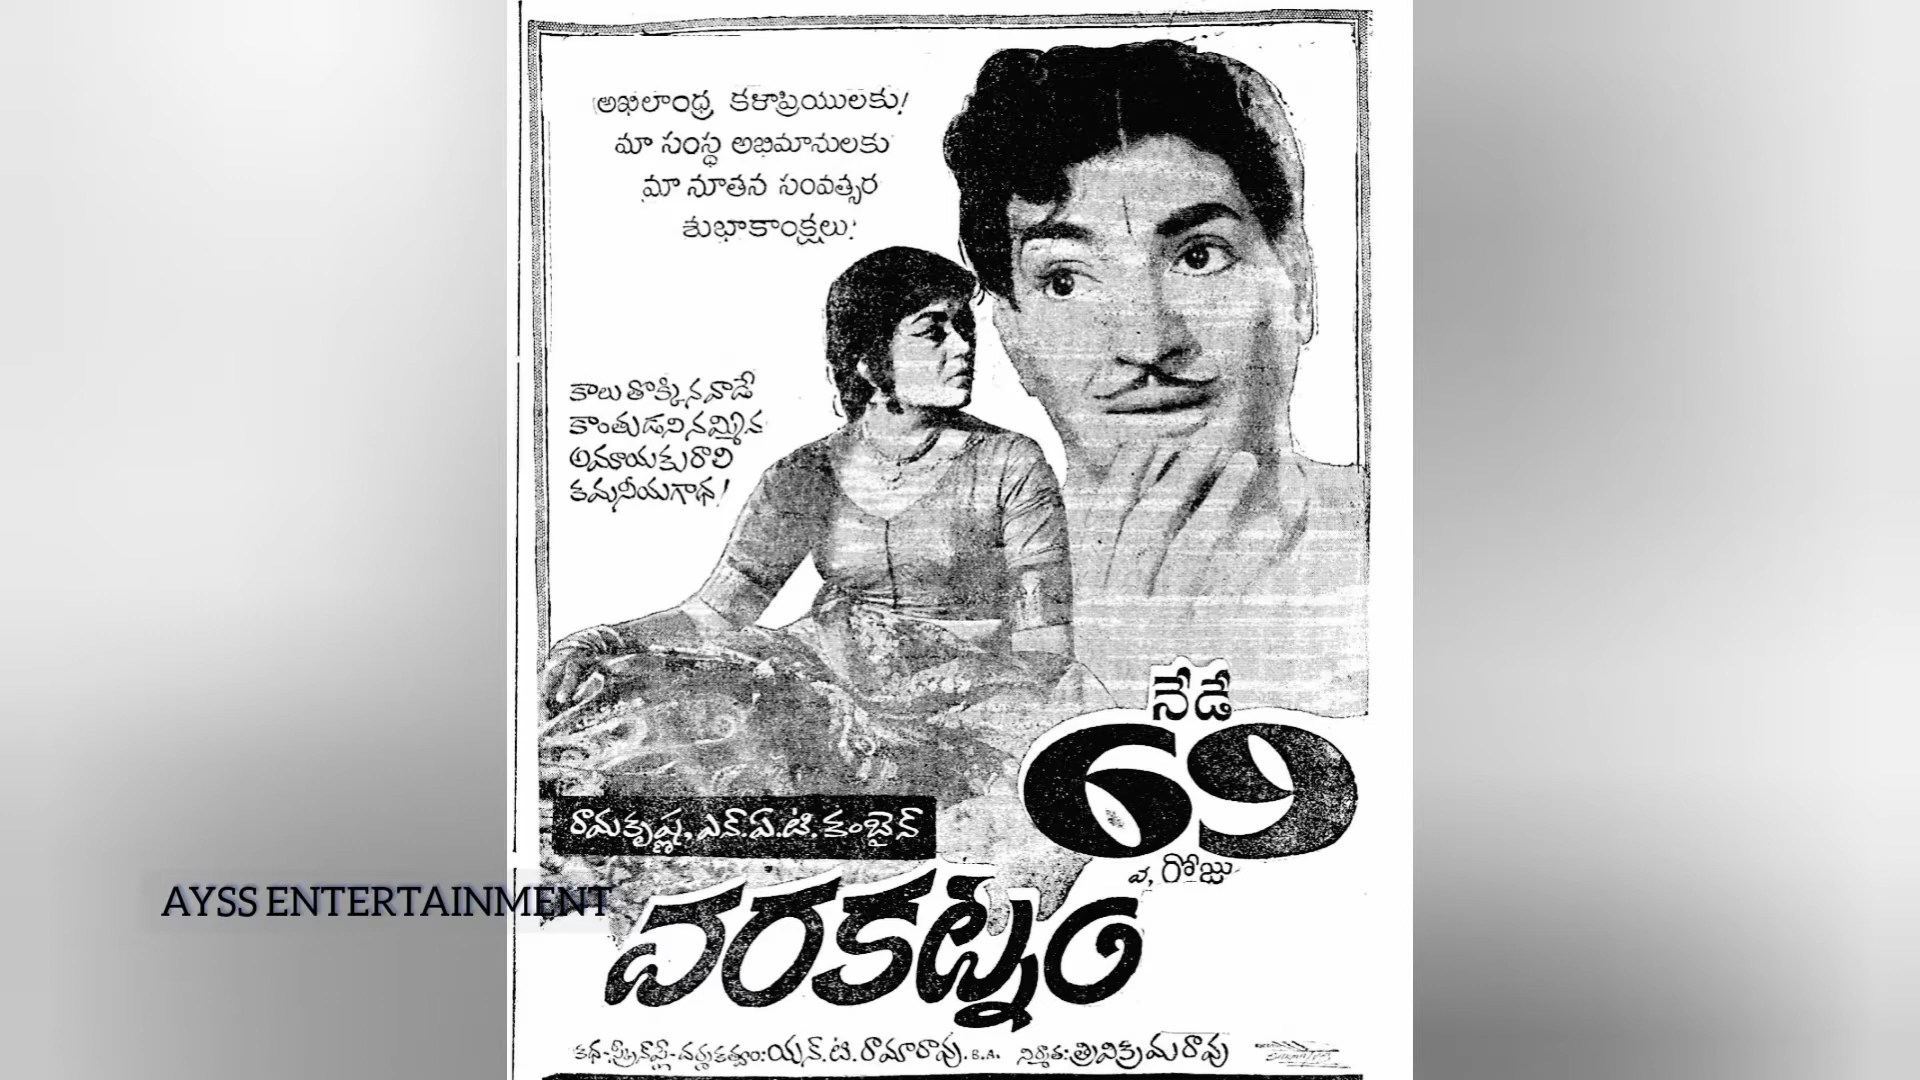 అఖిలాంధ్ర కళాప్రియులకు!
మా సంస్థ అభిమానులకు
మా నూతన సంవత్సర
శుభాకాంక్షలు!
కాలు తొక్కినవాడే
కాంతుడని నమ్మిన
అమాయకురాలి
కమనీయగాధ!
నేడే
69
వ, రోజు
రామకృష్ణ, ఎన్.ఏ.టి. కంబైన్
AYSS ENTERTAINMENT
వరకట్నం
కథ-స్క్రీన్‌ప్లే-దర్శకత్వం: యన్.టి.రామారావు. B.A. నిర్మాత: త్రివిక్రమరావు